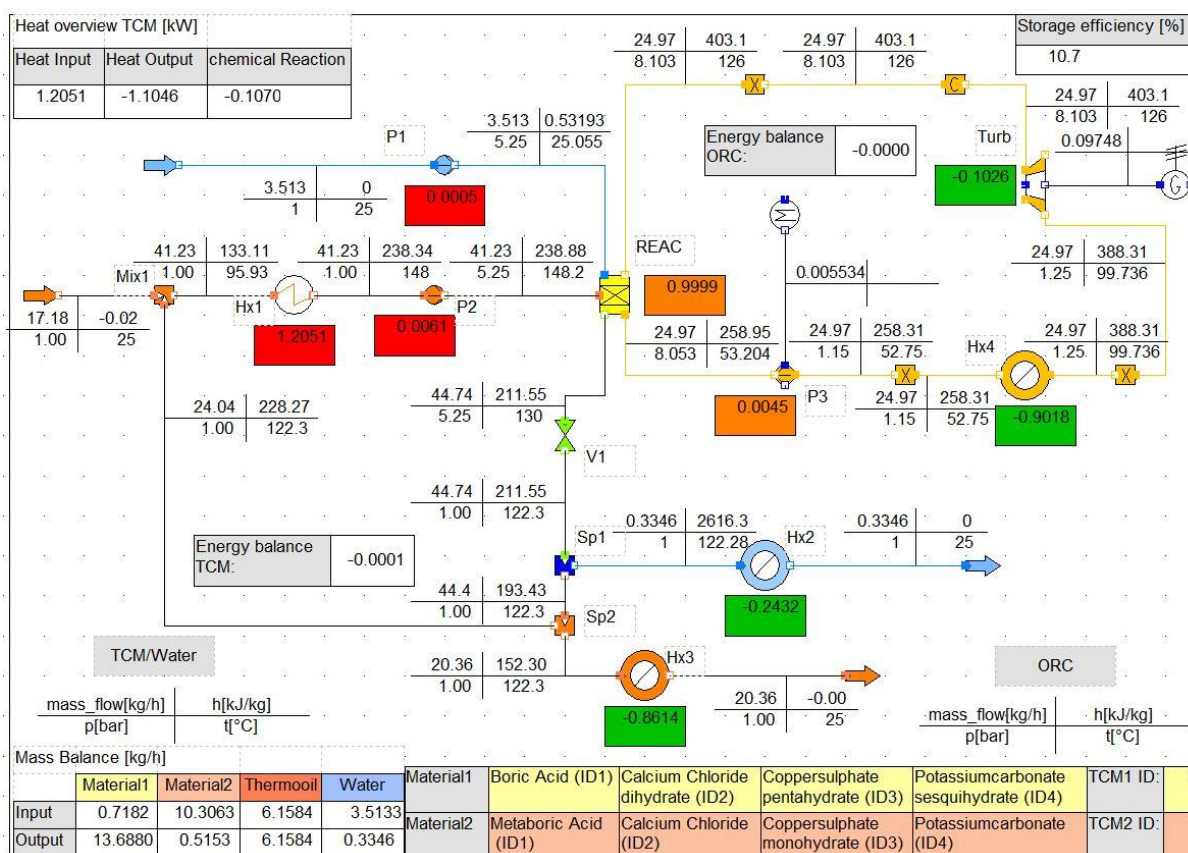 Heat overview TCM [kW]
Heat Input Heat Output chemical Reaction
1.2051 -1.1046 -0.1070
24.97 403.1
8.103 126
24.97 403.1
8.103 126
Storage efficiency [%]
10.7
24.97 403.1
8.103 126
P1
3.513 0.53193
5.25 25.055
Energy balance
ORC:
-0.0000
Turb
0.09748
-0.1026
G
3.513 0
1 25
0.0005
X
C
REAC
Mix1
41.23 133.11
1.00 95.93
41.23 238.34
1.00 148
41.23 238.88
5.25 148.2
24.97 388.31
1.25 99.736
0.005534
0.9999
Hx1
P2
17.18 -0.02
1.00 25
1.2051
0.0061
24.97 258.95
8.053 53.204
24.97 258.31
1.15 52.75
Hx4
24.97 388.31
1.25 99.736
X
X
P3
0.0045
24.97 258.31
1.15 52.75
-0.9018
24.04 228.27
1.00 122.3
44.74 211.55
5.25 130
V1
44.74 211.55
1.00 122.3
Sp1
0.3346 2616.3
1 122.28
Hx2
0.3346 0
1 25
Energy balance
TCM:
-0.0001
44.4 193.43
1.00 122.3
-0.2432
Sp2
TCM/Water
20.36 152.30
1.00 122.3
Hx3
ORC
mass_flow[kg/h] h[kJ/kg]
p[bar] t[°C]
-0.8614
20.36 -0.00
1.00 25
mass_flow[kg/h] h[kJ/kg]
p[bar] t[°C]
Mass Balance [kg/h]
Material1 Material2 Thermooil Water
Input 0.7182 10.3063 6.1584 3.5133
Output 13.6880 0.5153 6.1584 0.3346
Material1 Boric Acid (ID1) Calcium Chloride dihydrate (ID2) Coppersulphate pentahydrate (ID3) Potassiumcarbonate sesquihydrate (ID4) TCM1 ID:
Material2 Metaboric Acid (ID1) Calcium Chloride (ID2) Coppersulphate monohydrate (ID3) Potassiumcarbonate (ID4) TCM2 ID: